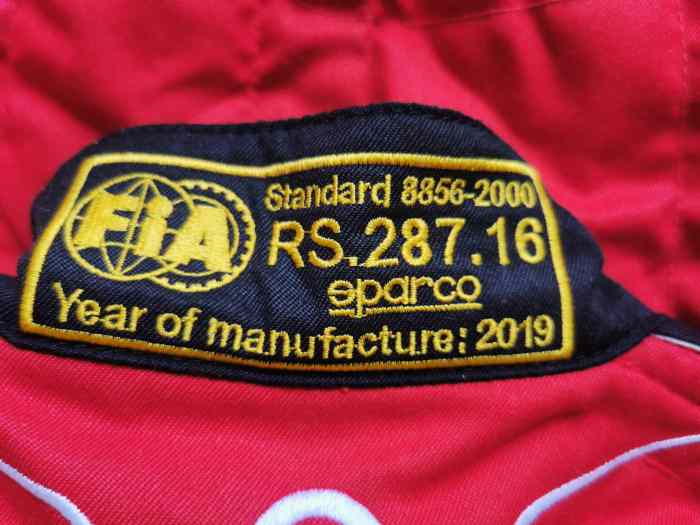 FIA
Standard 8856-2000
RS.287.16
sparco
Year of manufacture: 2019